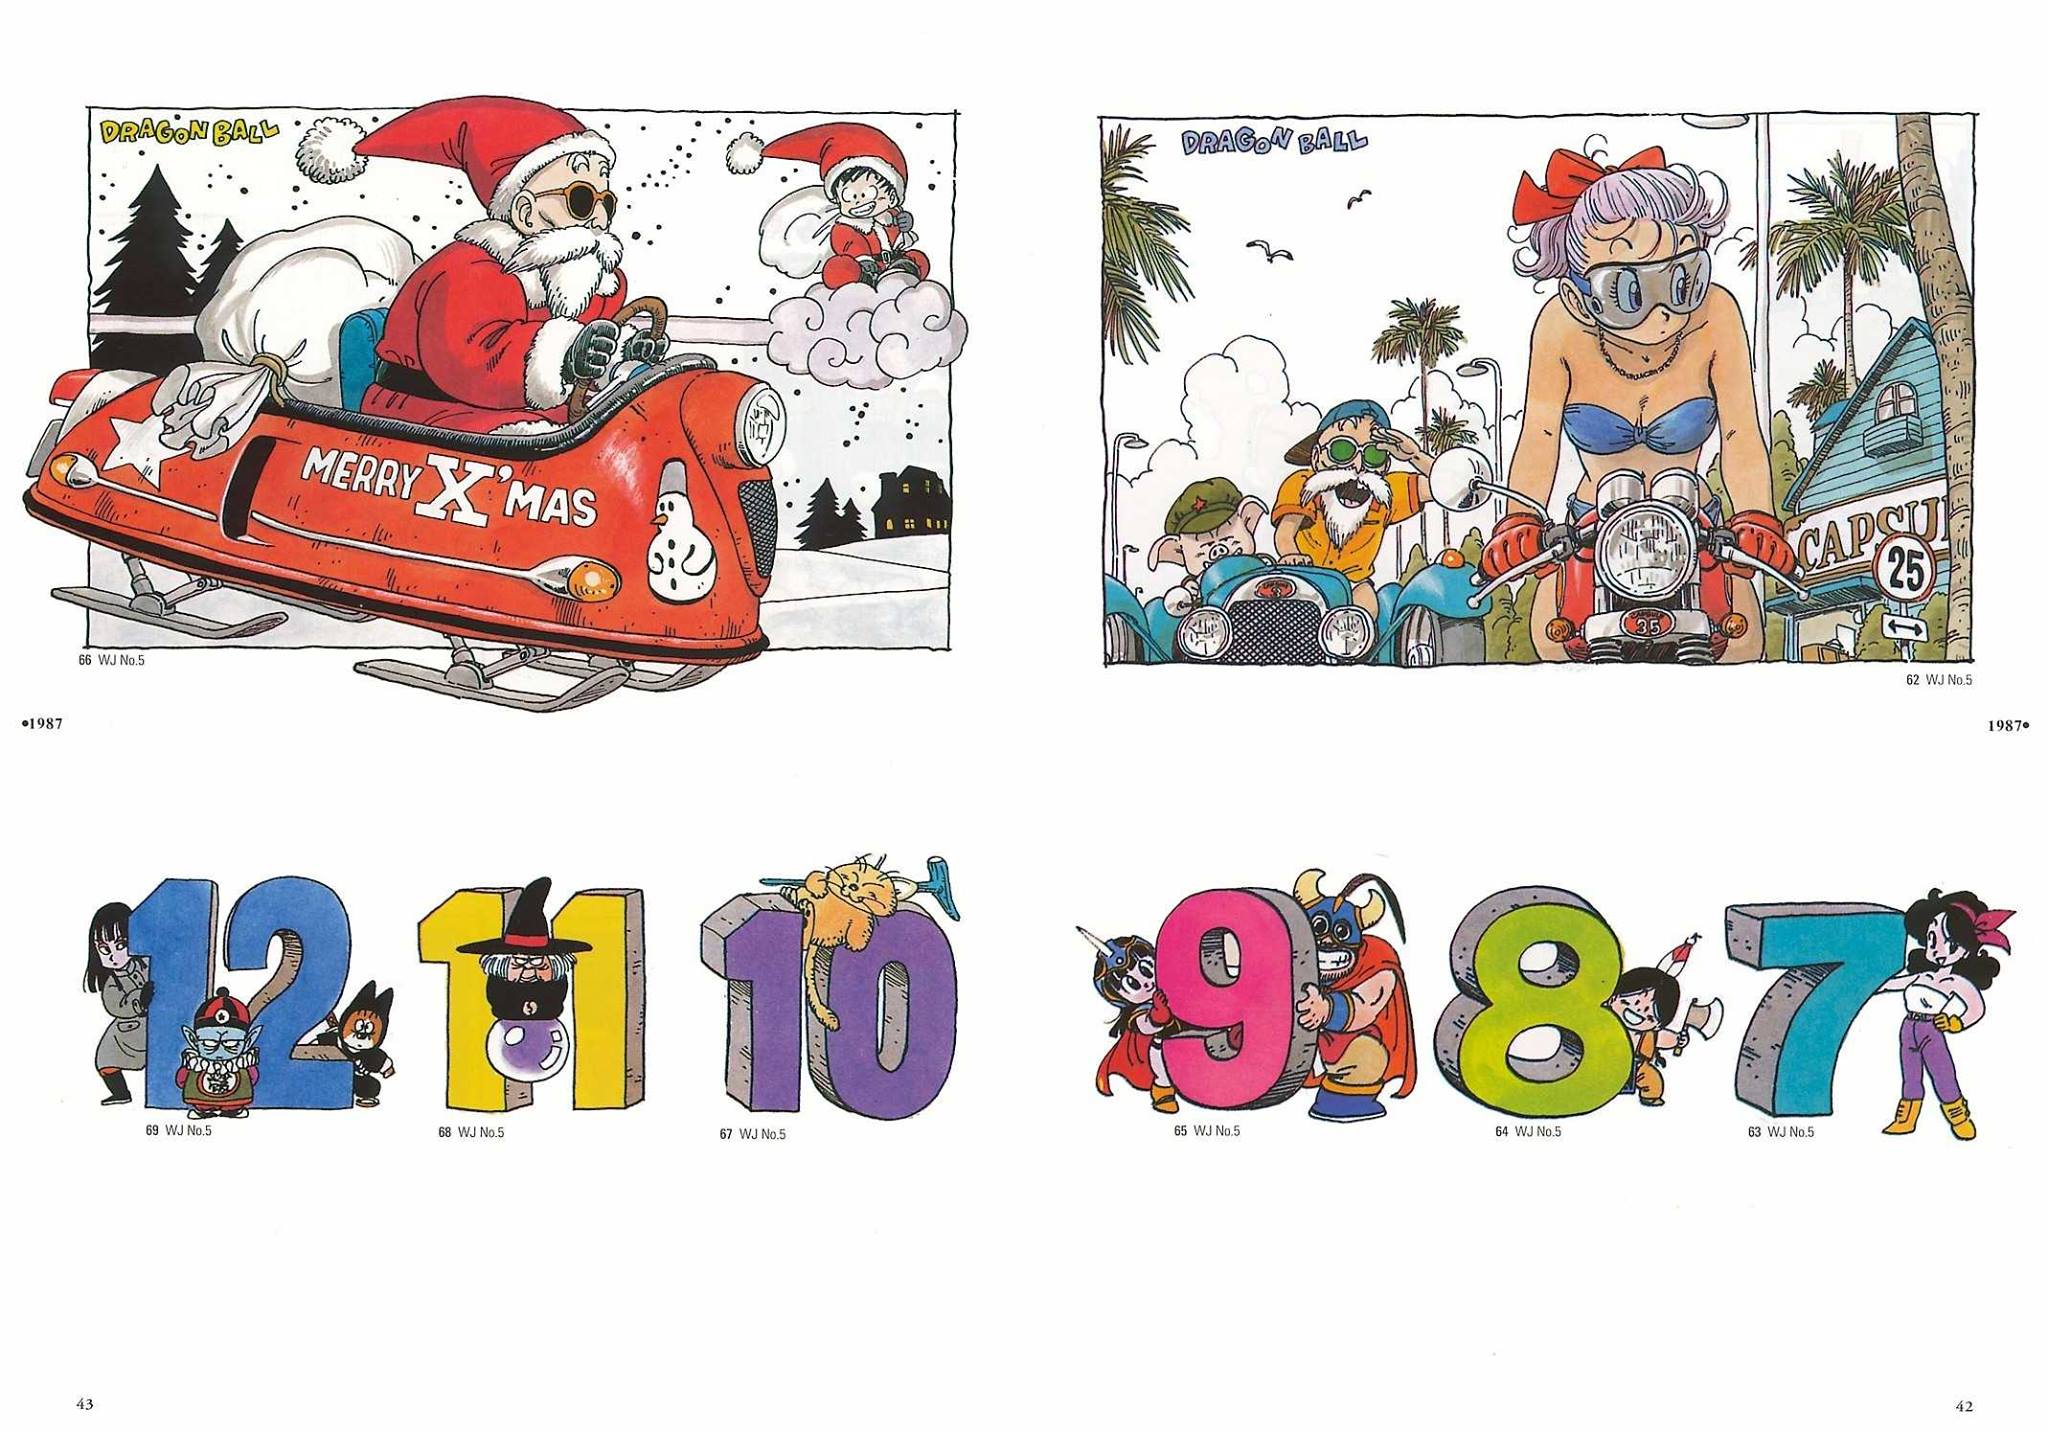 DRAGON BALL
MERRY X'MAS
66 WJ No.5
•1987
12
69 WJ No.5
11
68 WJ No.5
10
67 WJ No.5
43
DRAGON BALL
CAPSU
25
35
62 WJ No.5
1987•
9
65 WJ No.5
8
64 WJ No.5
7
63 WJ No.5
42